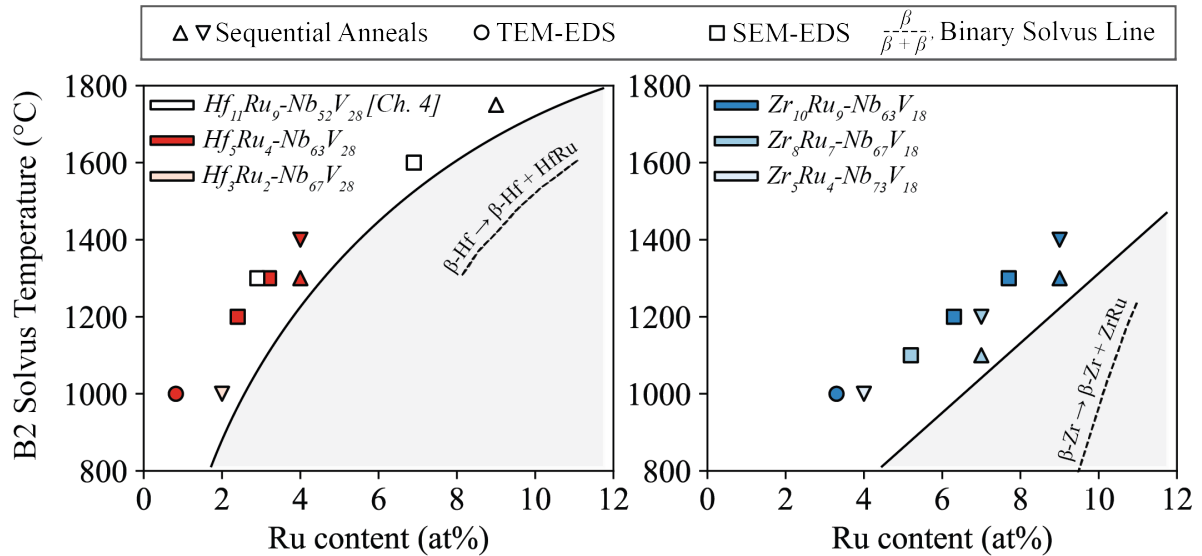 Sequential Anneals TEM-EDS SEM-EDS β/β + β' Binary Solvus Line
B2 Solvus Temperature (°C)
1800
1600
1400
1200
1000
800
Hf₁₁Ru₉-Nb₅₂V₂₈ [Ch. 4]
Hf₅Ru₄-Nb₆₃V₂₈
Hf₃Ru₂-Nb₆₇V₂₈
β-Hf → β-Hf + HfRu
0 2 4 6 8 10 12
Ru content (at%)
1800
1600
1400
1200
1000
800
Zr₁₀Ru₉-Nb₆₃V₁₈
Zr₈Ru₇-Nb₆₇V₁₈
Zr₅Ru₄-Nb₇₃V₁₈
β-Zr → β-Zr + ZrRu
0 2 4 6 8 10 12
Ru content (at%)